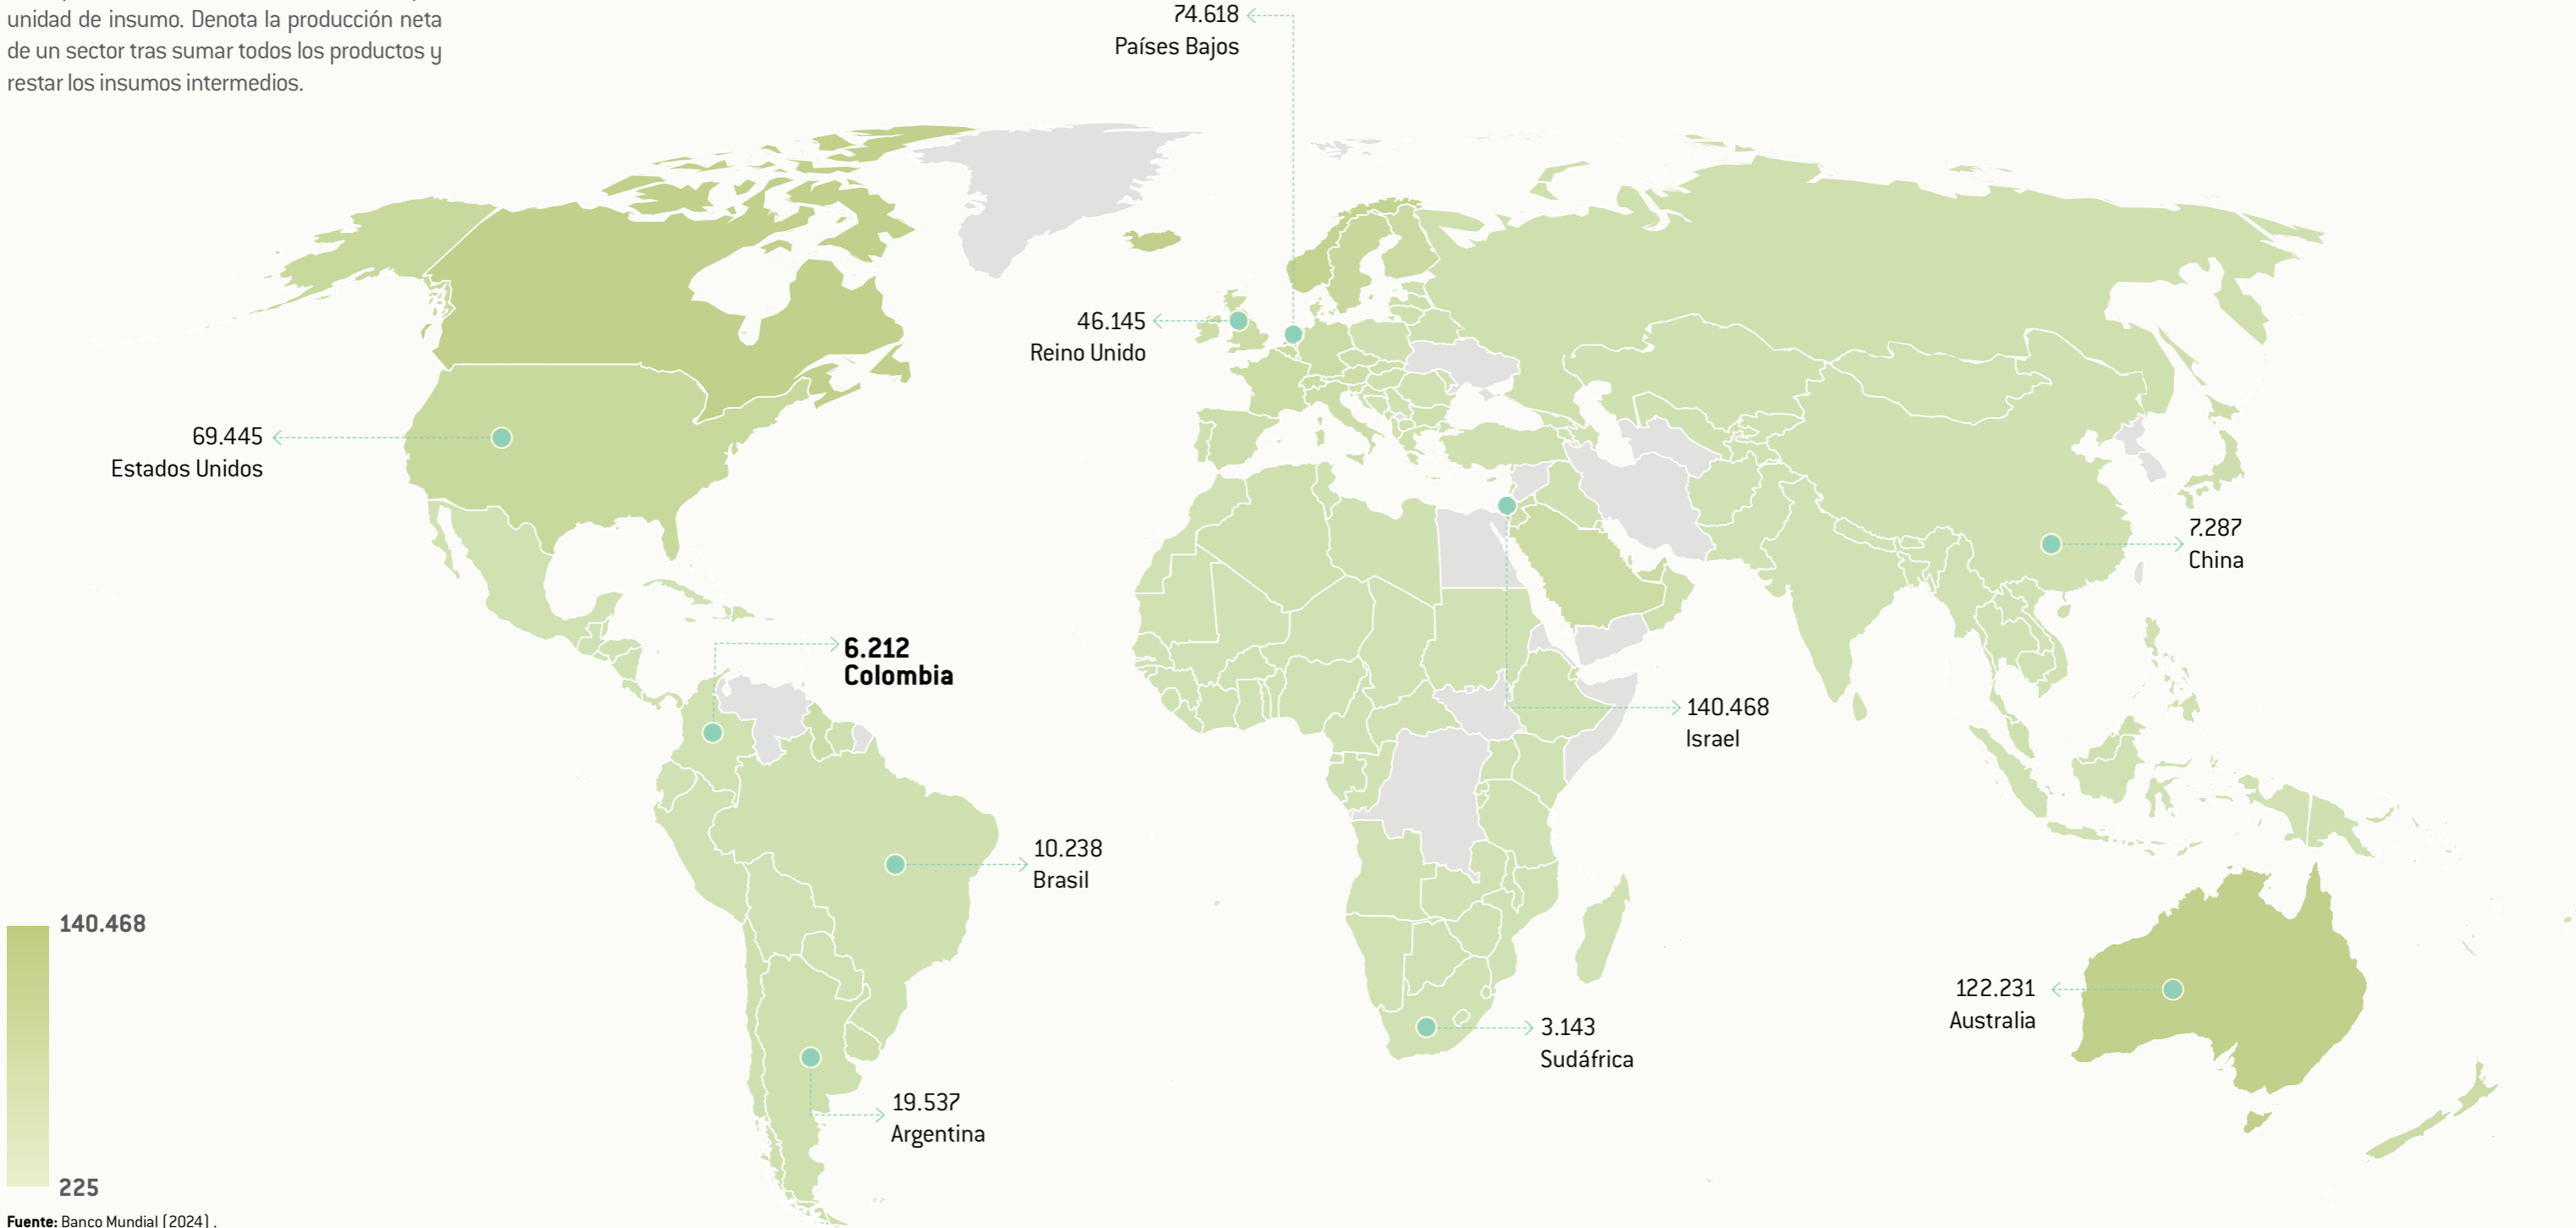 unidad de insumo. Denota la producción neta
de un sector tras sumar todos los productos y
restar los insumos intermedios.
74.618
Países Bajos
46.145
Reino Unido
69.445
Estados Unidos
7.287
China
6.212
Colombia
140.468
Israel
10.238
Brasil
140.468
122.231
Australia
3.143
Sudáfrica
19.537
Argentina
225
Fuente: Banco Mundial (2024) .